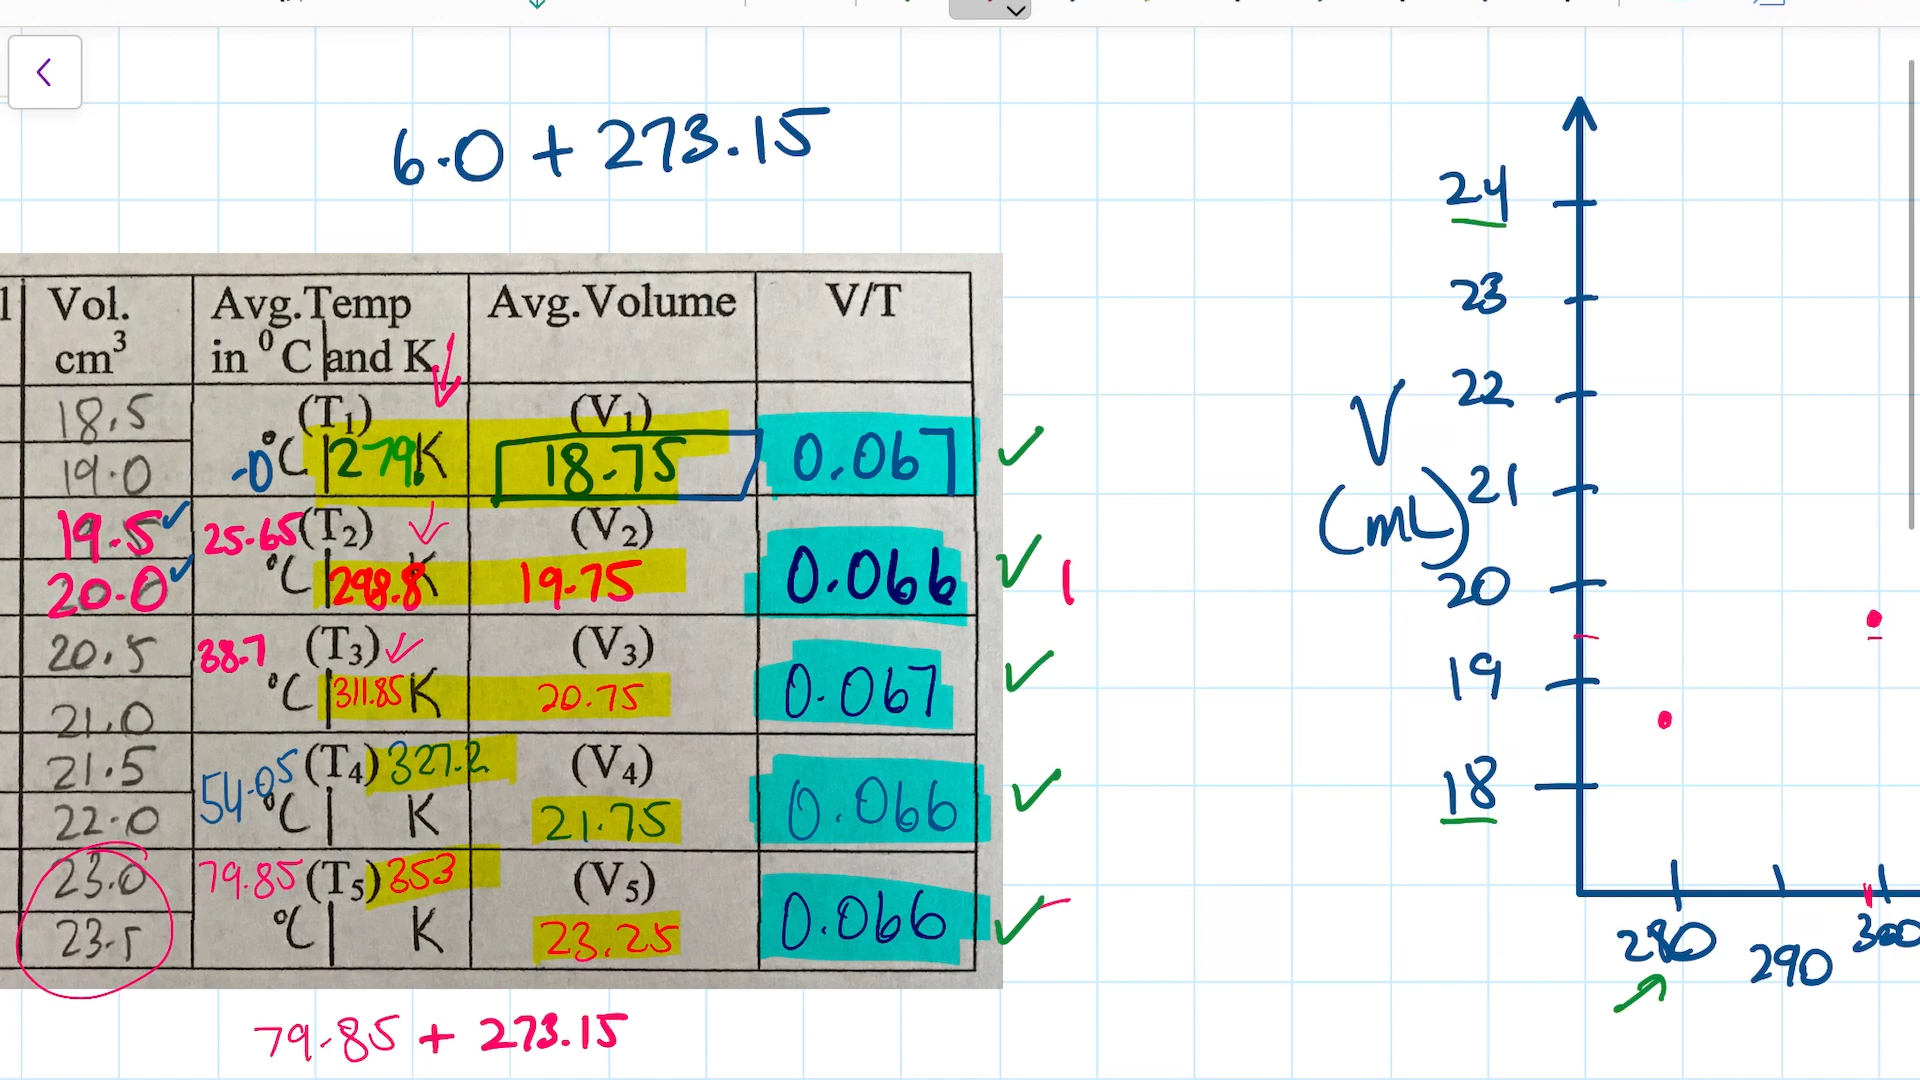 6.0 + 273.15
Vol.
cm³
Avg.Temp
in ⁰C and K
Avg.Volume
V/T
18.5
19.0
(T₁)
°C 279K
(V₁)
18.75
0.067
19.5
20.0
25.65 (T₂)
°C 298.8 K
(V₂)
19.75
0.066
20.5
21.0
38.7 (T₃)
°C 311.85 K
(V₃)
20.75
0.067
21.5
22.0
54.05 (T₄) 327.2
°C K
(V₄)
21.75
0.066
23.0
23.5
79.85 (T₅) 353
°C K
(V₅)
23.25
0.066
79.85 + 273.15
24
23
22
21
20
19
18
V
(mL)
280
290
300